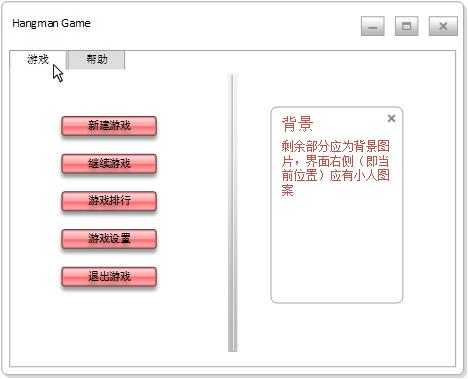 Hangman Game
游戏
帮助
新建游戏
继续游戏
游戏排行
游戏设置
退出游戏
背景
剩余部分应为背景图
片，界面右侧（即当
前位置）应有小人图
案